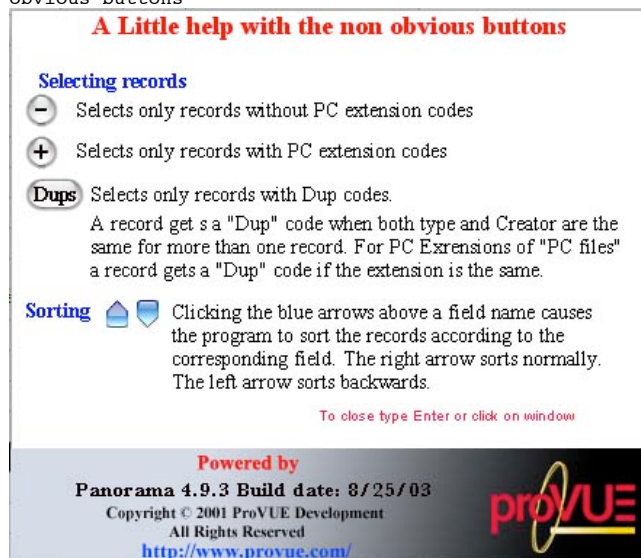 obvious buttons
A Little help with the non obvious buttons
Selecting records
Selects only records without PC extension codes
Selects only records with PC extension codes
Dups Selects only records with Dup codes.
A record get s a "Dup" code when both type and Creator are the
same for more than one record. For PC Exrensions of "PC files"
a record gets a "Dup" code if the extension is the same.
Sorting Clicking the blue arrows above a field name causes
the program to sort the records according to the
corresponding field. The right arrow sorts normally.
The left arrow sorts backwards.
To close type Enter or click on window
Powered by
Panorama 4.9.3 Build date: 8/25/03
Copyright © 2001 ProVUE Development
All Rights Reserved
http://www.provue.com/
proVUE